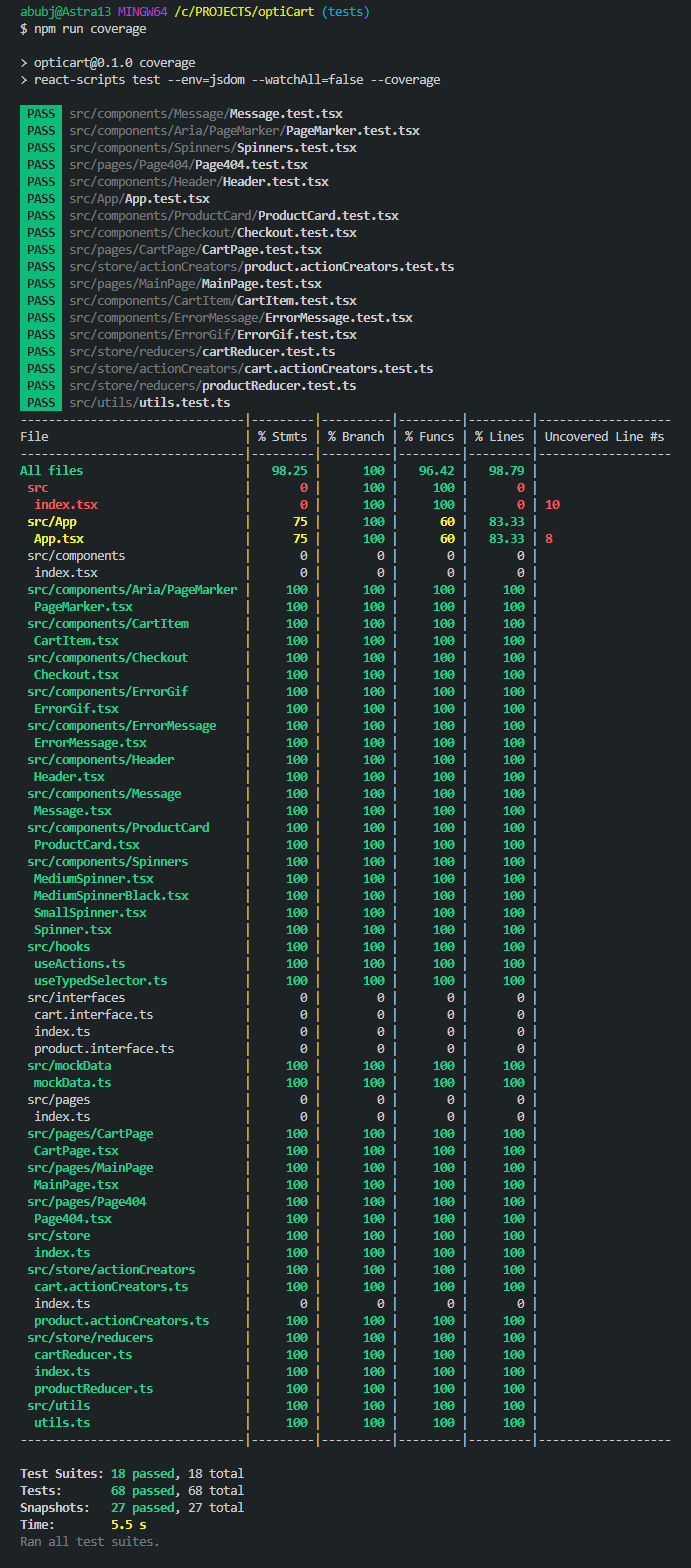 abubj@Astra13 MINGW64 /c/PROJECTS/optiCart (tests)
$ npm run coverage
> opticart@0.1.0 coverage
> react-scripts test --env=jsdom --watchAll=false --coverage
PASS src/components/Message/Message.test.tsx
PASS src/components/Aria/PageMarker/PageMarker.test.tsx
PASS src/components/Spinners/Spinners.test.tsx
PASS src/pages/Page404/Page404.test.tsx
PASS src/components/Header/Header.test.tsx
PASS src/App/App.test.tsx
PASS src/components/ProductCard/ProductCard.test.tsx
PASS src/components/Checkout/Checkout.test.tsx
PASS src/pages/CartPage/CartPage.test.tsx
PASS src/store/actionCreators/product.actionCreators.test.ts
PASS src/pages/MainPage/MainPage.test.tsx
PASS src/components/CartItem/CartItem.test.tsx
PASS src/components/ErrorMessage/ErrorMessage.test.tsx
PASS src/components/ErrorGif/ErrorGif.test.tsx
PASS src/store/reducers/cartReducer.test.ts
PASS src/store/actionCreators/cart.actionCreators.test.ts
PASS src/store/reducers/productReducer.test.ts
PASS src/utils/utils.test.ts
--------------------------------|---------|----------|---------|---------|-------------------
File | % Stmts | % Branch | % Funcs | % Lines | Uncovered Line #s
--------------------------------|---------|----------|---------|---------|-------------------
All files | 98.25 | 100 | 96.42 | 98.79 |
src | 0 | 100 | 100 | 0 |
index.tsx | 0 | 100 | 100 | 0 | 10
src/App | 75 | 100 | 60 | 83.33 |
App.tsx | 75 | 100 | 60 | 83.33 | 8
src/components | 0 | 0 | 0 | 0 |
index.tsx | 0 | 0 | 0 | 0 |
src/components/Aria/PageMarker | 100 | 100 | 100 | 100 |
PageMarker.tsx | 100 | 100 | 100 | 100 |
src/components/CartItem | 100 | 100 | 100 | 100 |
CartItem.tsx | 100 | 100 | 100 | 100 |
src/components/Checkout | 100 | 100 | 100 | 100 |
Checkout.tsx | 100 | 100 | 100 | 100 |
src/components/ErrorGif | 100 | 100 | 100 | 100 |
ErrorGif.tsx | 100 | 100 | 100 | 100 |
src/components/ErrorMessage | 100 | 100 | 100 | 100 |
ErrorMessage.tsx | 100 | 100 | 100 | 100 |
src/components/Header | 100 | 100 | 100 | 100 |
Header.tsx | 100 | 100 | 100 | 100 |
src/components/Message | 100 | 100 | 100 | 100 |
Message.tsx | 100 | 100 | 100 | 100 |
src/components/ProductCard | 100 | 100 | 100 | 100 |
ProductCard.tsx | 100 | 100 | 100 | 100 |
src/components/Spinners | 100 | 100 | 100 | 100 |
MediumSpinner.tsx | 100 | 100 | 100 | 100 |
MediumSpinnerBlack.tsx | 100 | 100 | 100 | 100 |
SmallSpinner.tsx | 100 | 100 | 100 | 100 |
Spinner.tsx | 100 | 100 | 100 | 100 |
src/hooks | 100 | 100 | 100 | 100 |
useActions.ts | 100 | 100 | 100 | 100 |
useTypedSelector.ts | 100 | 100 | 100 | 100 |
src/interfaces | 0 | 0 | 0 | 0 |
cart.interface.ts | 0 | 0 | 0 | 0 |
index.ts | 0 | 0 | 0 | 0 |
product.interface.ts | 0 | 0 | 0 | 0 |
src/mockData | 100 | 100 | 100 | 100 |
mockData.ts | 100 | 100 | 100 | 100 |
src/pages | 0 | 0 | 0 | 0 |
index.ts | 0 | 0 | 0 | 0 |
src/pages/CartPage | 100 | 100 | 100 | 100 |
CartPage.tsx | 100 | 100 | 100 | 100 |
src/pages/MainPage | 100 | 100 | 100 | 100 |
MainPage.tsx | 100 | 100 | 100 | 100 |
src/pages/Page404 | 100 | 100 | 100 | 100 |
Page404.tsx | 100 | 100 | 100 | 100 |
src/store | 100 | 100 | 100 | 100 |
index.ts | 100 | 100 | 100 | 100 |
src/store/actionCreators | 100 | 100 | 100 | 100 |
cart.actionCreators.ts | 100 | 100 | 100 | 100 |
index.ts | 0 | 0 | 0 | 0 |
product.actionCreators.ts | 100 | 100 | 100 | 100 |
src/store/reducers | 100 | 100 | 100 | 100 |
cartReducer.ts | 100 | 100 | 100 | 100 |
index.ts | 100 | 100 | 100 | 100 |
productReducer.ts | 100 | 100 | 100 | 100 |
src/utils | 100 | 100 | 100 | 100 |
utils.ts | 100 | 100 | 100 | 100 |
--------------------------------|---------|----------|---------|---------|-------------------
Test Suites: 18 passed, 18 total
Tests: 68 passed, 68 total
Snapshots: 27 passed, 27 total
Time: 5.5 s
Ran all test suites.